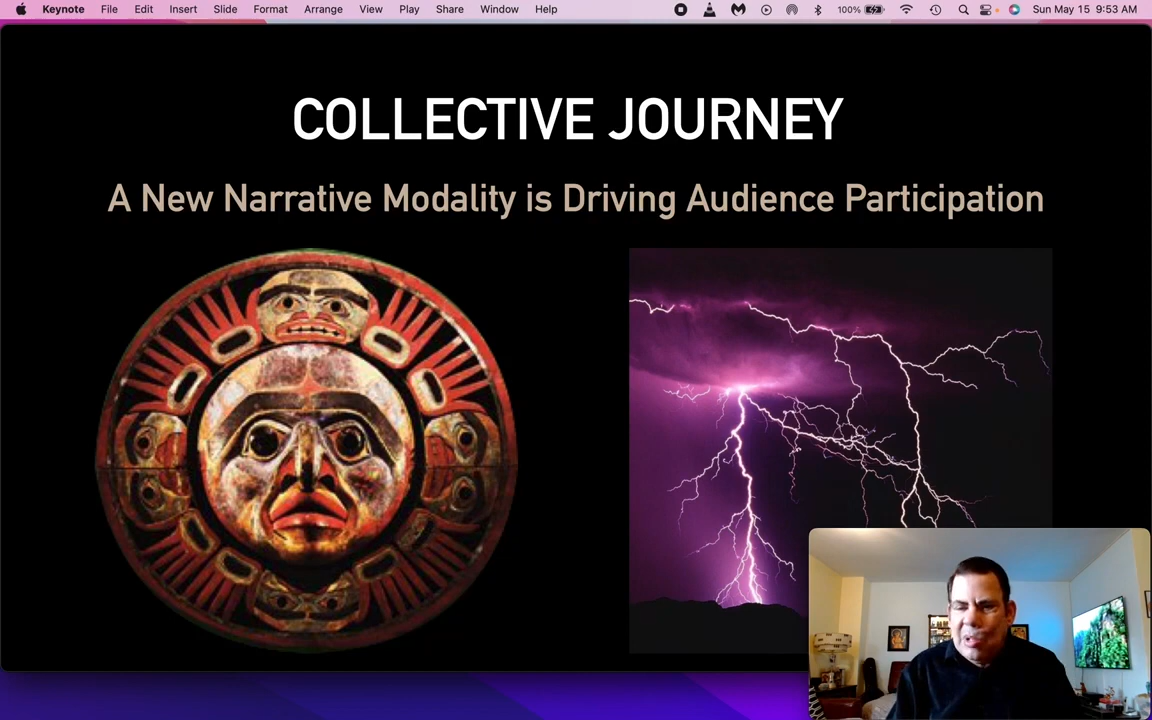 Keynote File Edit Insert Slide Format Arrange View Play Share Window Help 100% Sun May 15 9:53 AM
COLLECTIVE JOURNEY
A New Narrative Modality is Driving Audience Participation